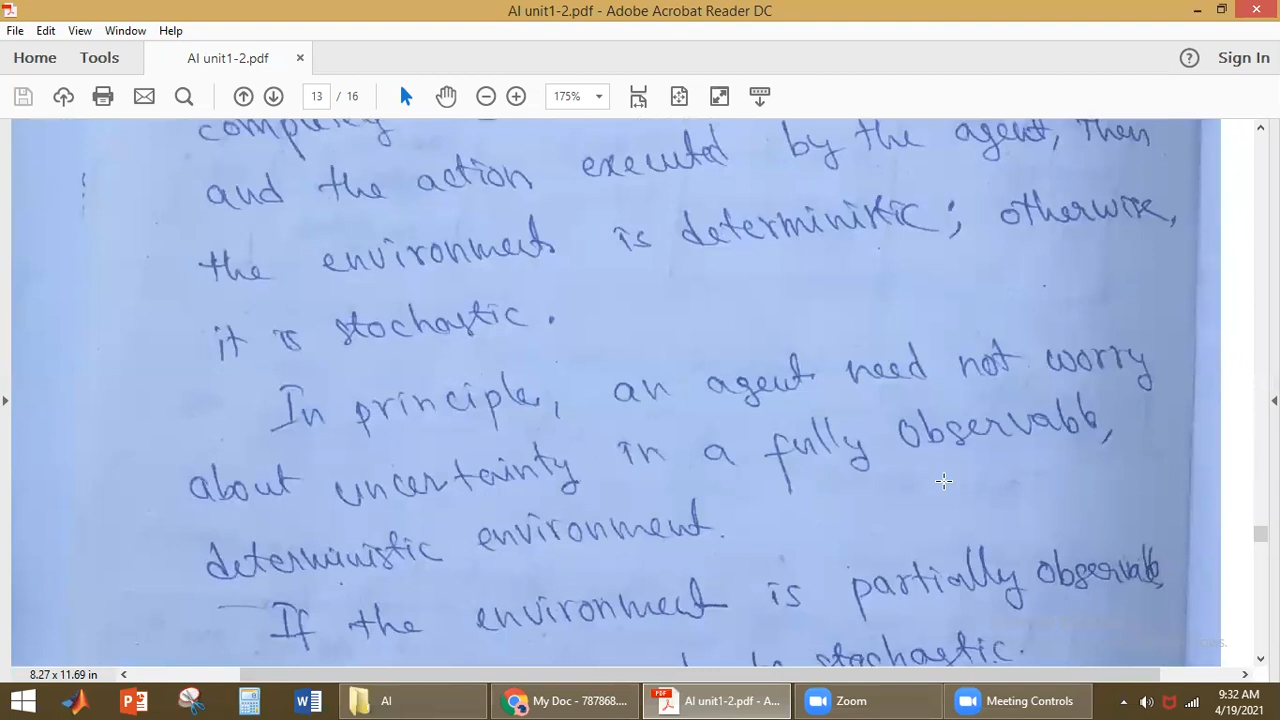 AI unit1-2.pdf - Adobe Acrobat Reader DC
File Edit View Window Help
Home Tools AI unit1-2.pdf × ? Sign In
13 / 16 175%
and the action executed by the agent, then
the environment is deterministic; otherwise,
it is stochastic.
In principle, an agent need not worry
about uncertainty in a fully observable,
deterministic environment.
If the environment is partially observable,
stochastic.
8.27 x 11.69 in
AI My Doc - 787868.... AI unit1-2.pdf - A... Zoom Meeting Controls
9:32 AM
4/19/2021